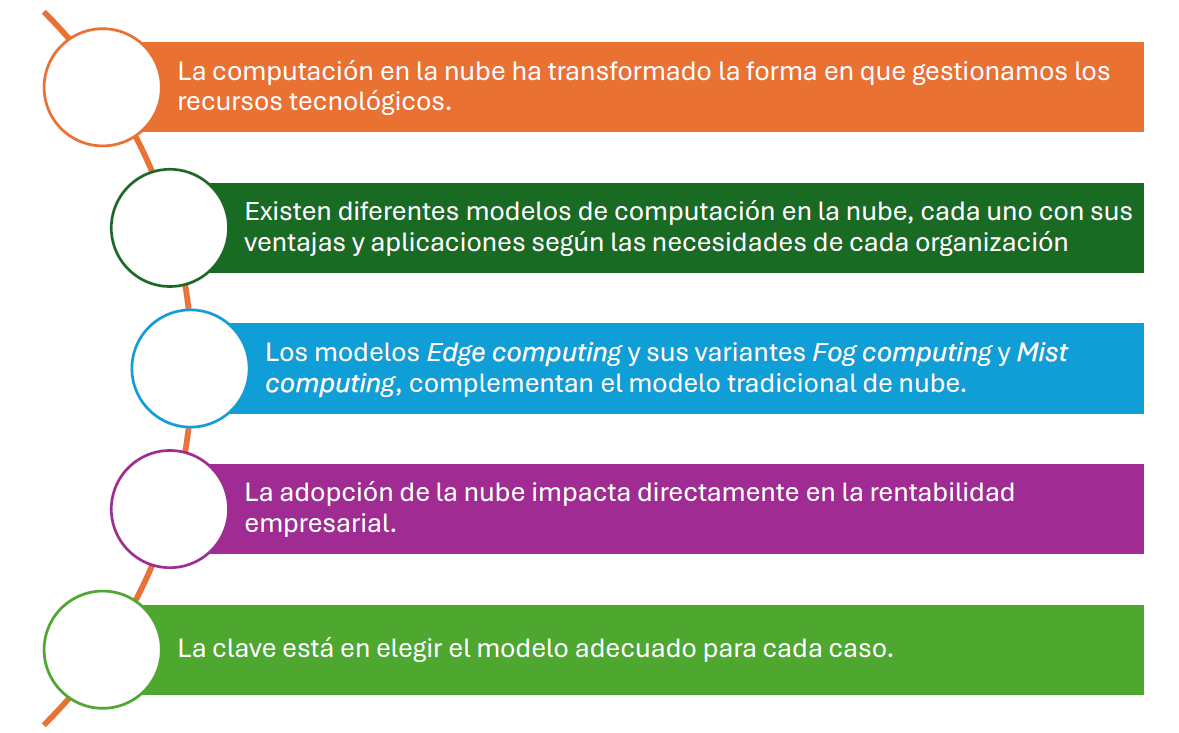 La computación en la nube ha transformado la forma en que gestionamos los
recursos tecnológicos.
Existen diferentes modelos de computación en la nube, cada uno con sus
ventajas y aplicaciones según las necesidades de cada organización
Los modelos Edge computing y sus variantes Fog computing y Mist
computing, complementan el modelo tradicional de nube.
La adopción de la nube impacta directamente en la rentabilidad
empresarial.
La clave está en elegir el modelo adecuado para cada caso.